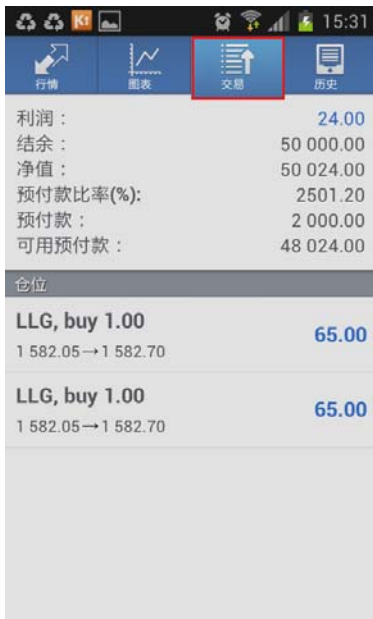 K! 15:31
行情 图表 交易 历史
利润： 24.00
结余： 50 000.00
净值： 50 024.00
预付款比率(%): 2501.20
预付款： 2 000.00
可用预付款： 48 024.00
仓位
LLG, buy 1.00
65.00
1 582.05→1 582.70
LLG, buy 1.00
65.00
1 582.05→1 582.70